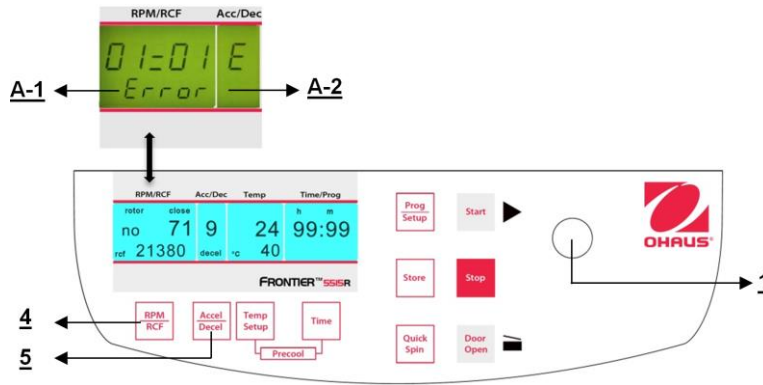 RPM/RCF Acc/Dec
01=01 E
Error
A-1 A-2
RPM/RCF Acc/Dec Temp Time/Prog
rotor close h m
no 71 9 24 99:99
rcf 21380 decel °C 40
FRONTIER™ 5515R
Prog
Setup
Start
OHAUS®
Store
Stop
1
4
RPM
RCF
Accel
Decel
Temp
Setup
Time
5
Precool
Quick
Spin
Door
Open